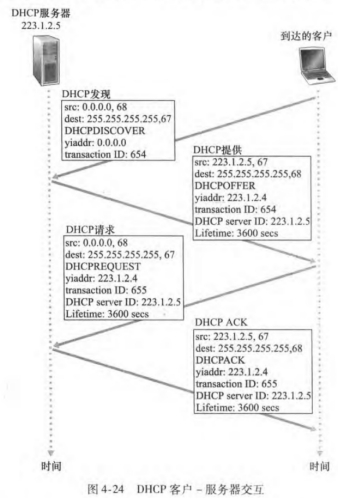 DHCP服务器
223.1.2.5
到达的客户
DHCP发现
src: 0.0.0.0, 68
dest: 255.255.255.255,67
DHCPDISCOVER
yiaddr: 0.0.0.0
transaction ID: 654
DHCP提供
src: 223.1.2.5, 67
dest: 255.255.255.255,68
DHCPOFFER
yiaddr: 223.1.2.4
transaction ID: 654
DHCP server ID: 223.1.2.5
Lifetime: 3600 secs
DHCP请求
src: 0.0.0.0, 68
dest: 255.255.255.255, 67
DHCPREQUEST
yiaddr: 223.1.2.4
transaction ID: 655
DHCP server ID: 223.1.2.5
Lifetime: 3600 secs
DHCP ACK
src: 223.1.2.5, 67
dest: 255.255.255.255,68
DHCPACK
yiaddr: 223.1.2.4
transaction ID: 655
DHCP server ID: 223.1.2.5
Lifetime: 3600 secs
时间
时间
图 4-24 DHCP 客户 – 服务器交互